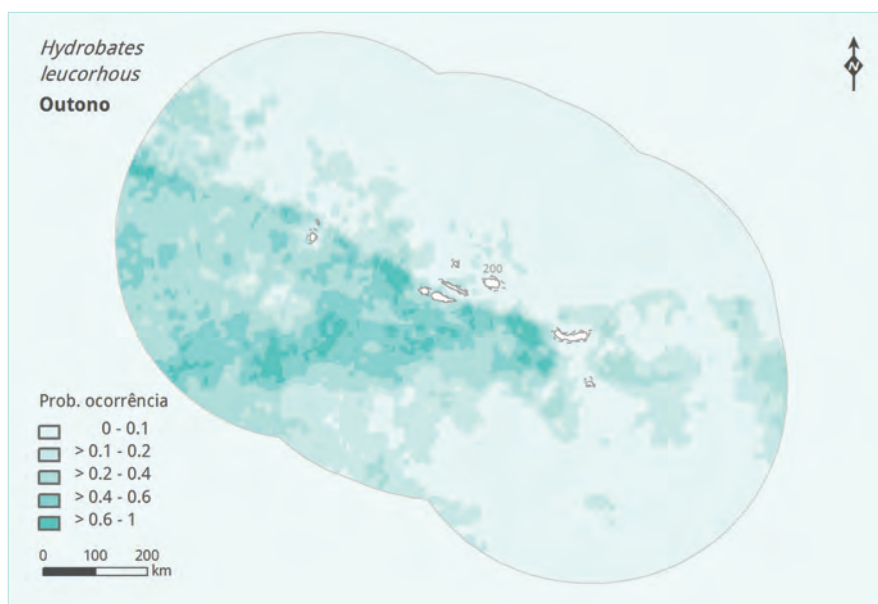 Hydrobates
leucorhous
Outono
N
200
Prob. ocorrência
0 - 0.1
> 0.1 - 0.2
> 0.2 - 0.4
> 0.4 - 0.6
> 0.6 - 1
0 100 200
km